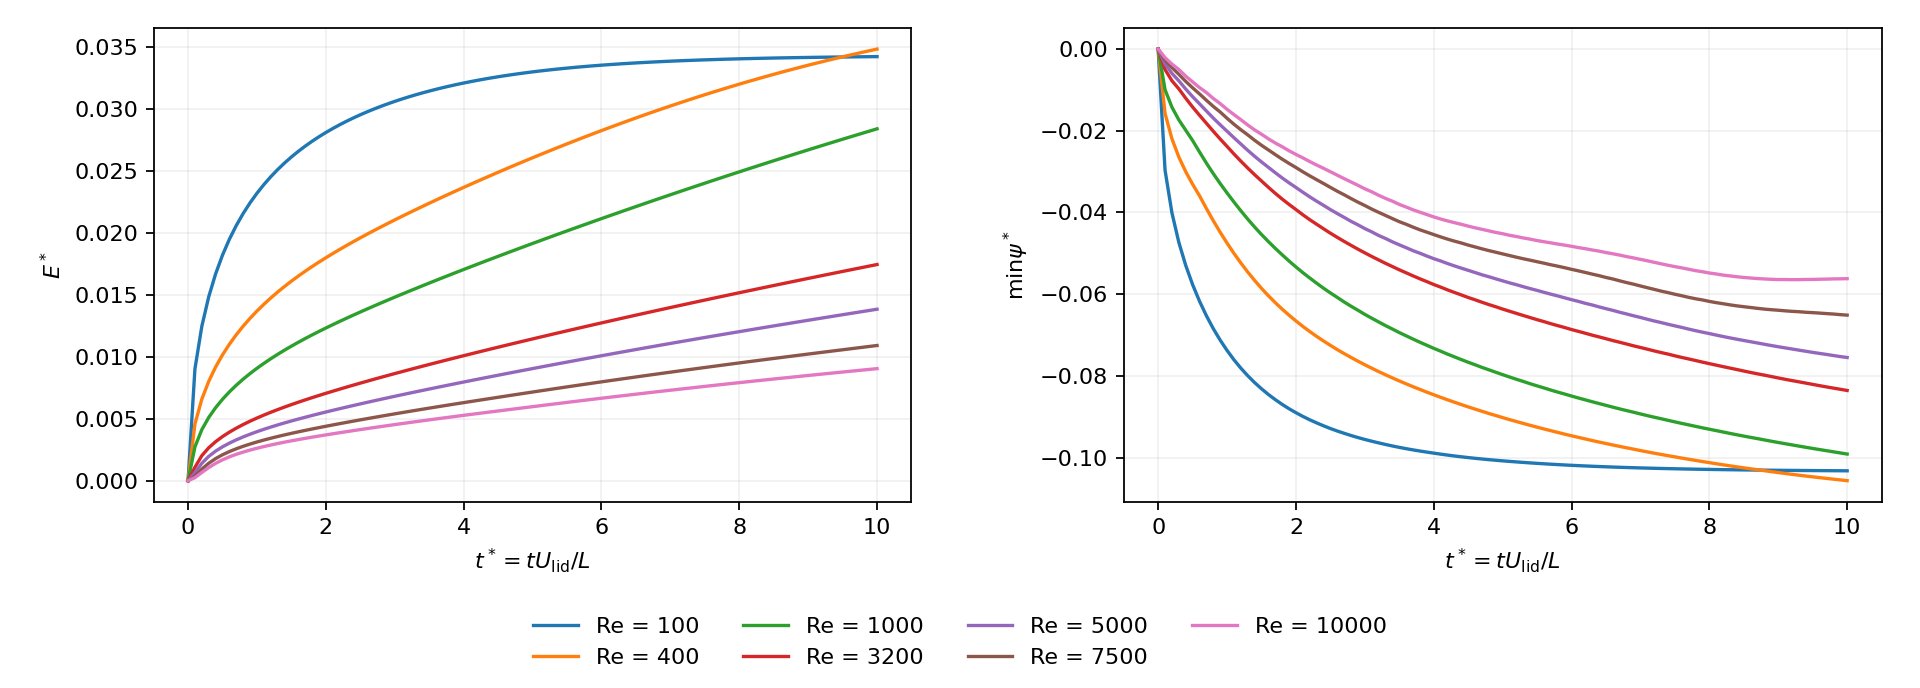 0.035
0.030
0.025
0.020
0.015
0.010
0.005
0.000
E*
0 2 4 6 8 10
t* = tU_lid/L
0.00
−0.02
−0.04
−0.06
−0.08
−0.10
minψ*
0 2 4 6 8 10
t* = tU_lid/L
Re = 100 Re = 1000 Re = 5000 Re = 10000
Re = 400 Re = 3200 Re = 7500